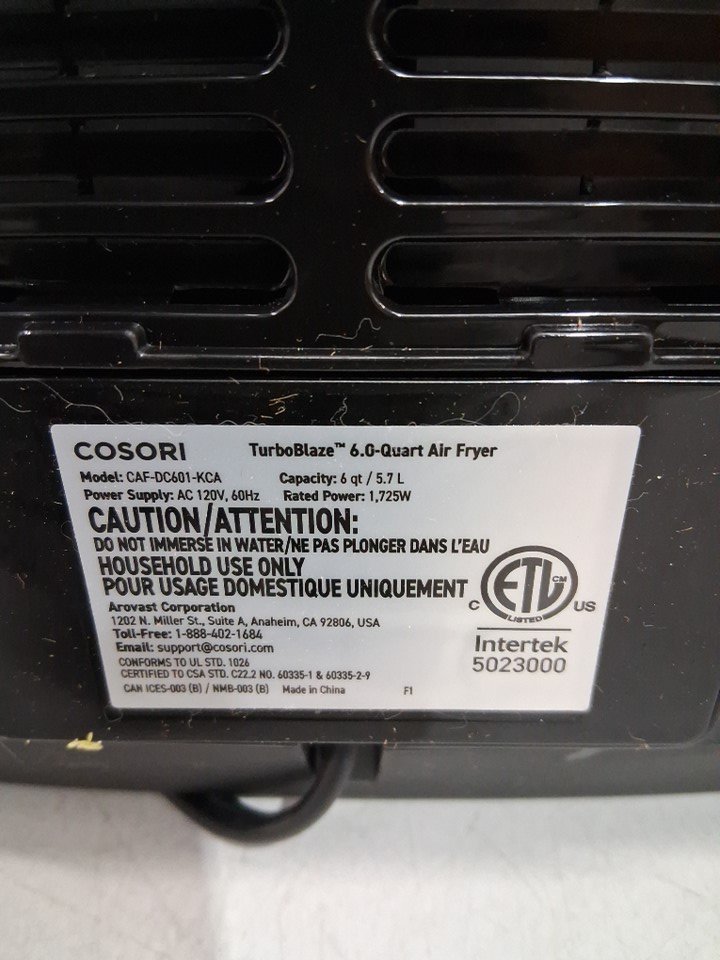 COSORI TurboBlaze™ 6.0-Quart Air Fryer
Model: CAF-DC601-KCA Capacity: 6 qt / 5.7 L
Power Supply: AC 120V, 60Hz Rated Power: 1,725W
CAUTION/ATTENTION:
DO NOT IMMERSE IN WATER/NE PAS PLONGER DANS L'EAU
HOUSEHOLD USE ONLY
POUR USAGE DOMESTIQUE UNIQUEMENT
Arovast Corporation
1202 N. Miller St., Suite A, Anaheim, CA 92806, USA
Toll-Free: 1-888-402-1684
Email: support@cosori.com
CONFORMS TO UL STD. 1026
CERTIFIED TO CSA STD. C22.2 NO. 60335-1 & 60335-2-9
CAN ICES-003 (B) / NMB-003 (B) Made in China F1
ETL CM
LISTED
C US
Intertek
5023000